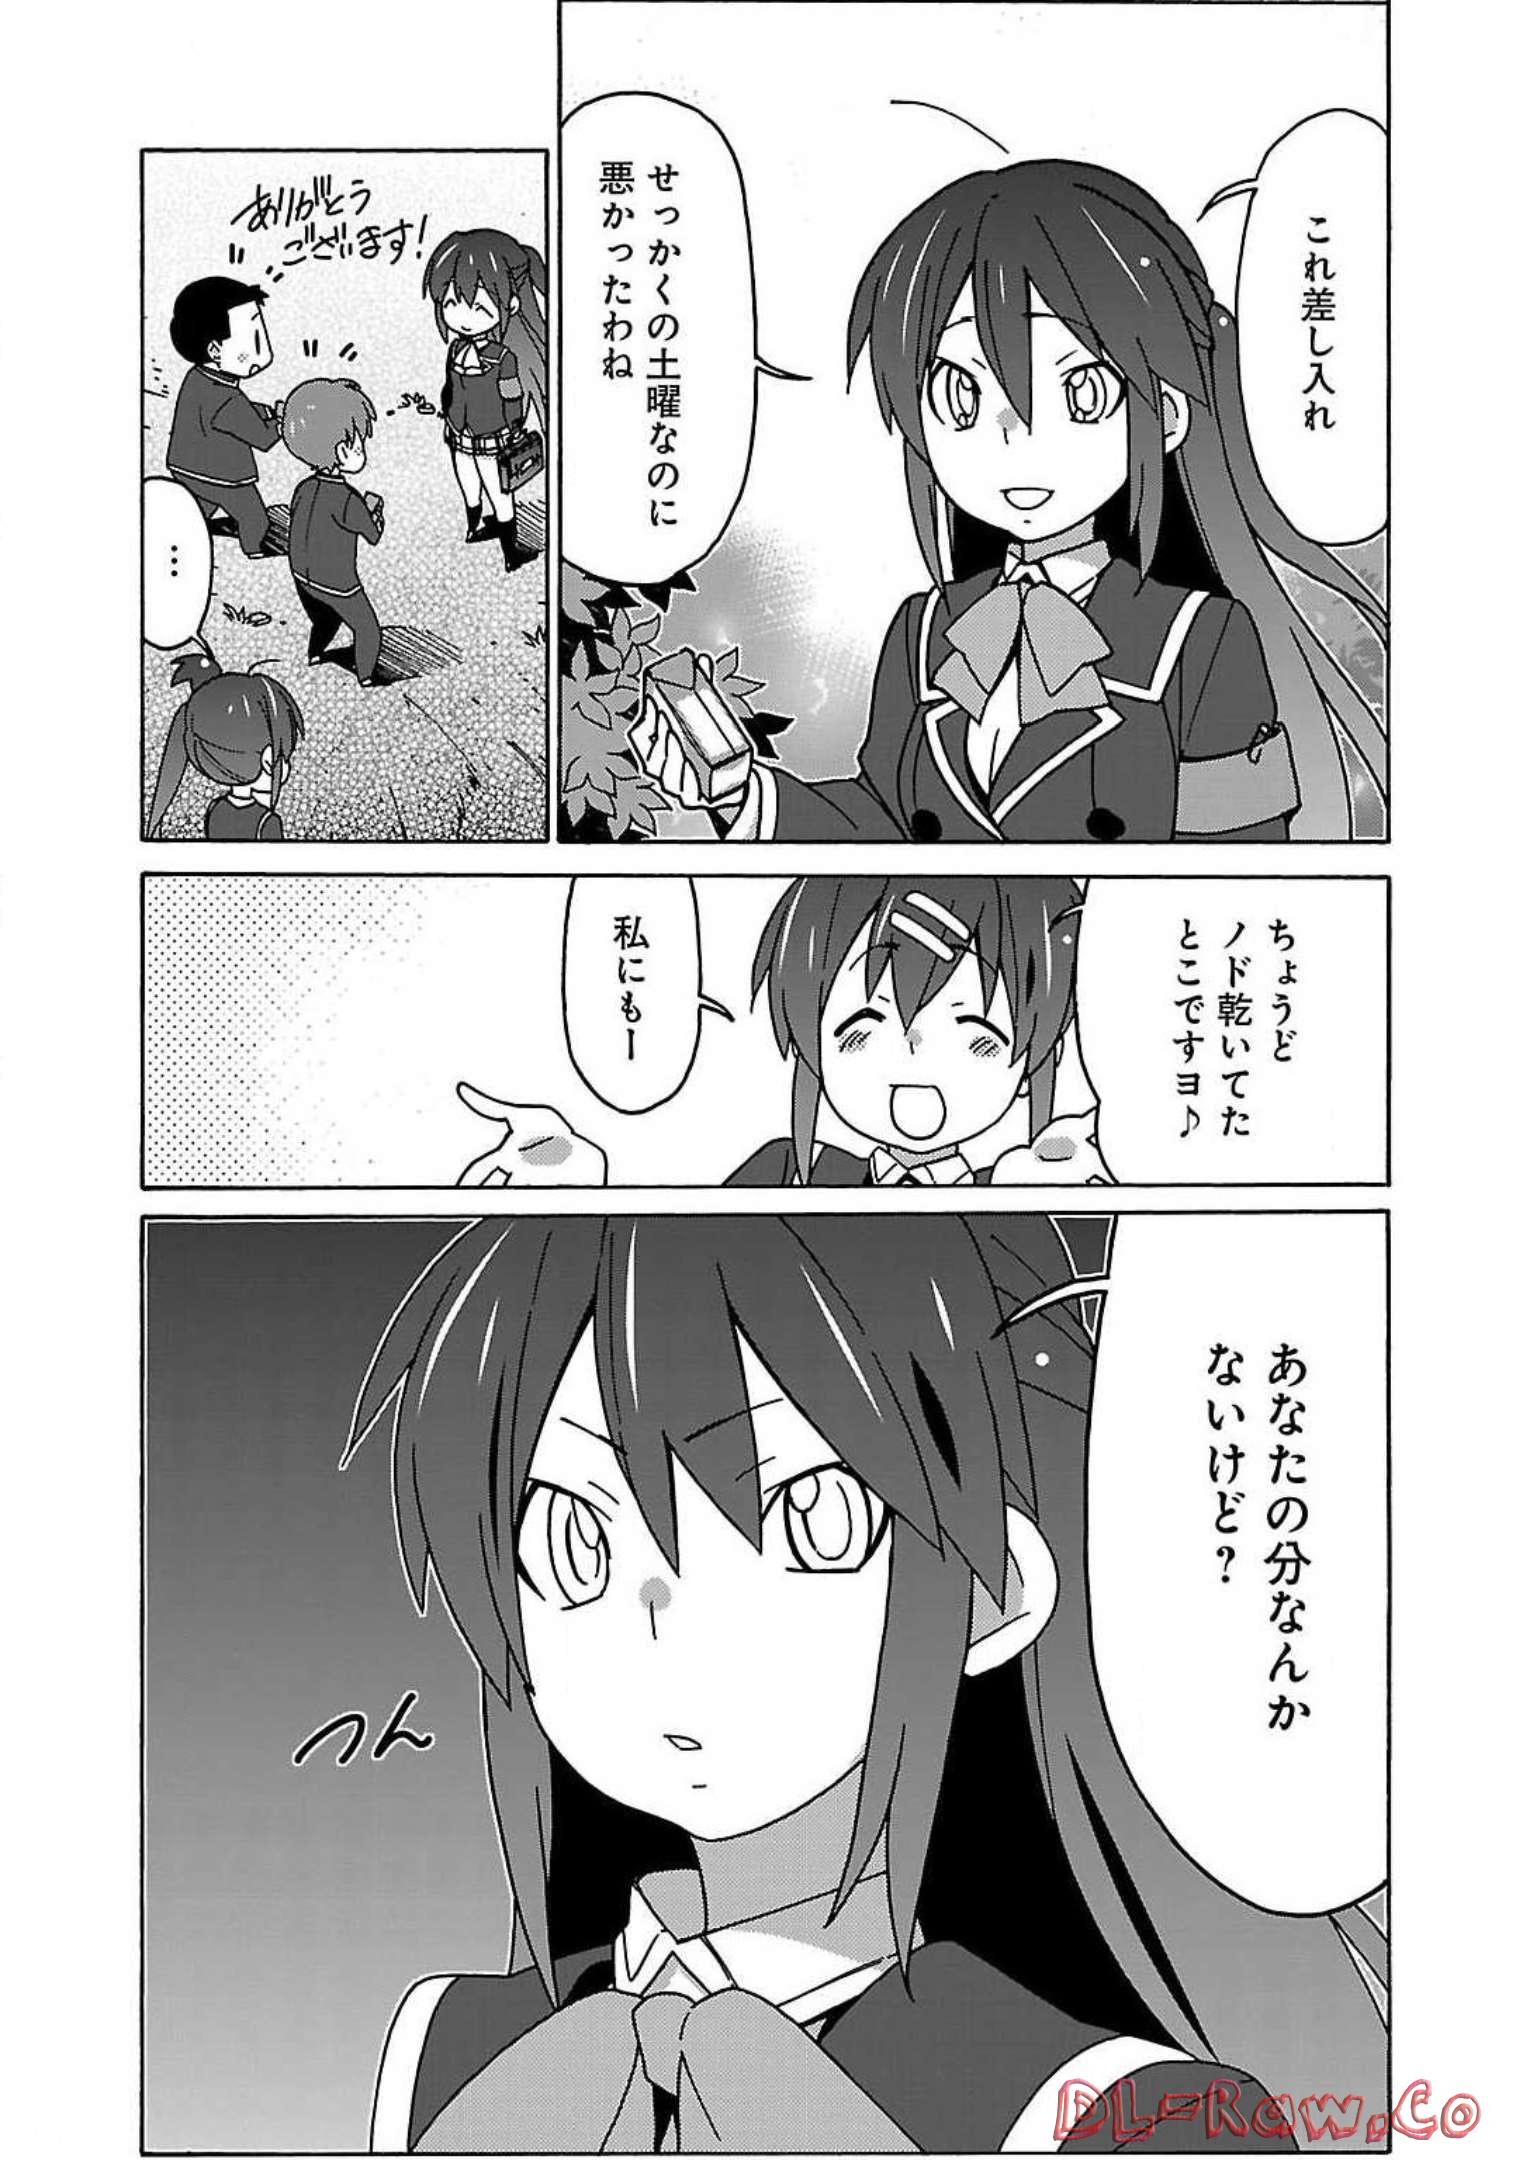 これ差し入れ
せっかくの土曜なのに
悪かったわね
ありがとう
ございます!
…
ちょうど
ノド乾いてた
とこですヨ♪
私にもー
あなたの分なんか
ないけど?
つん
DL-Raw.Co